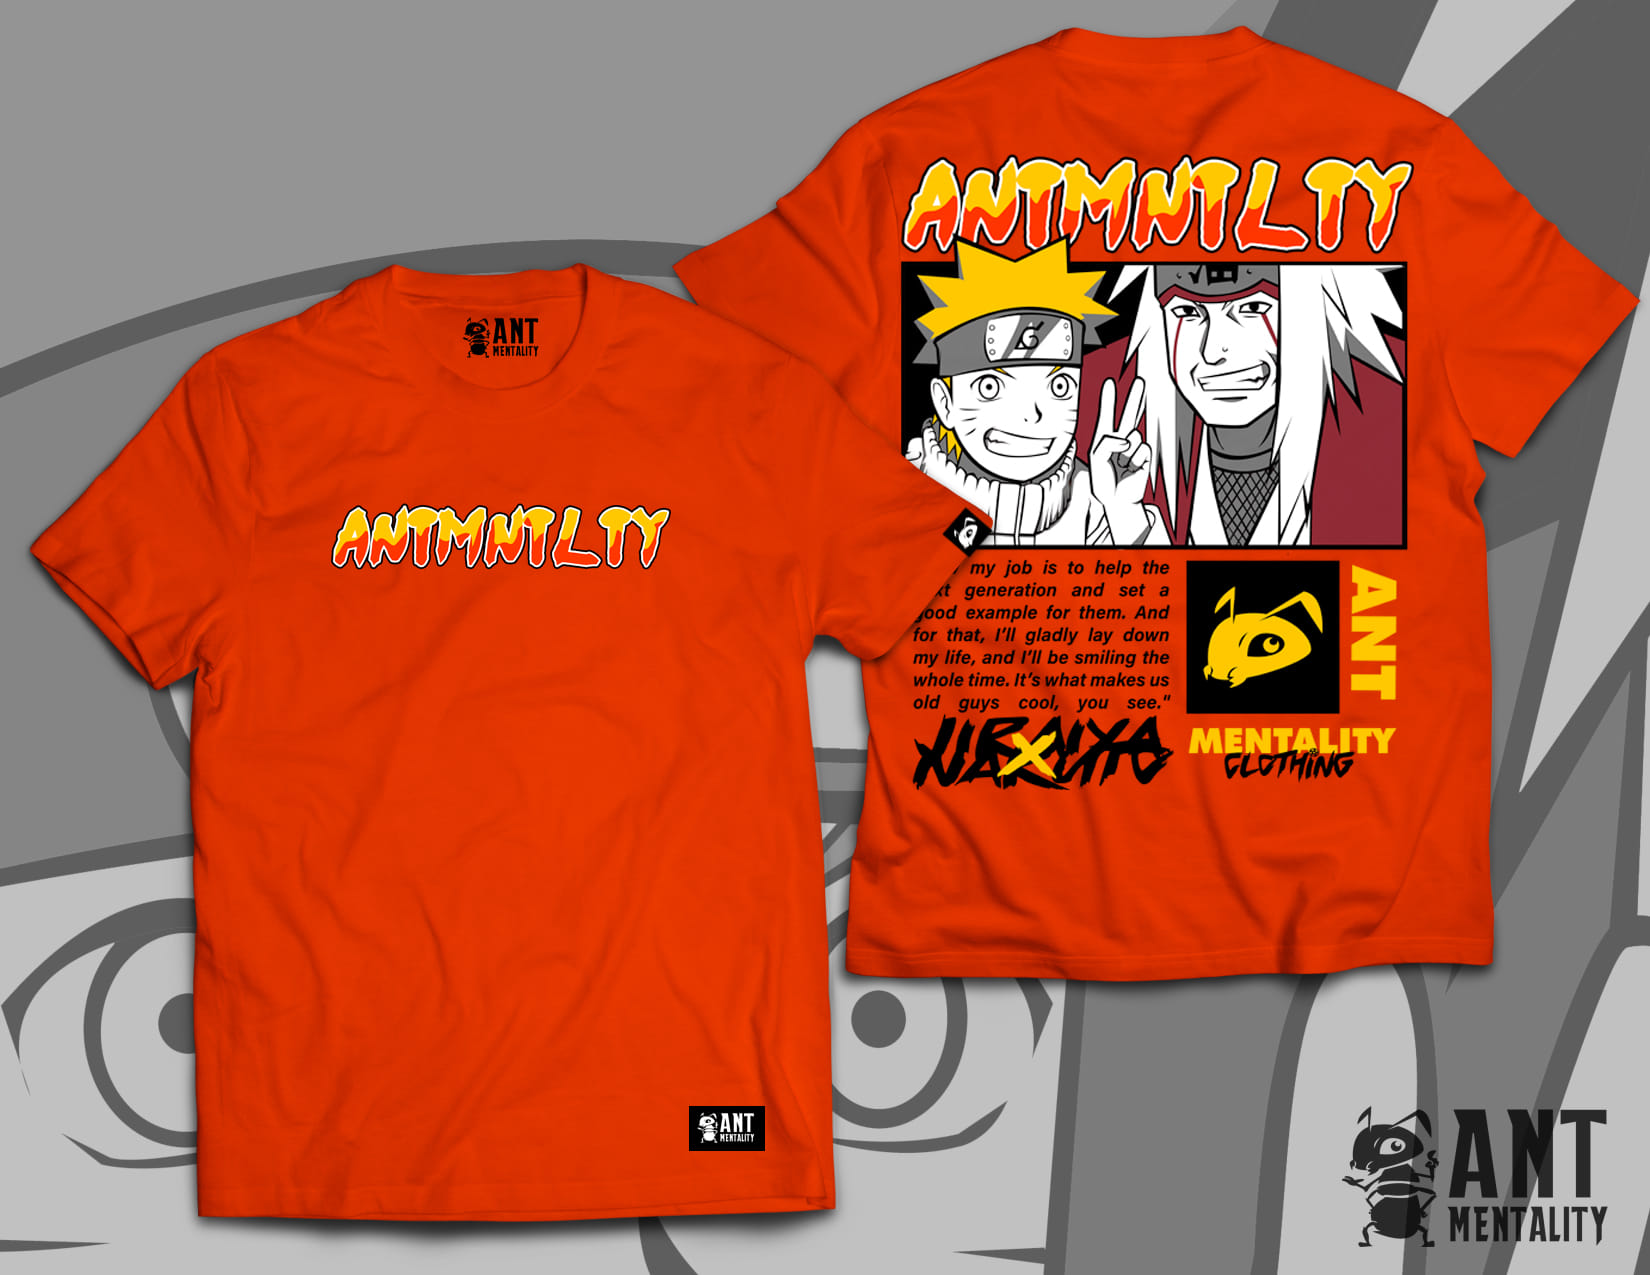 ANT
MENTALITY
ANTMNTLTY
ANT
MENTALITY
ANTMNTLTY
my job is to help the
generation and set a
good example for them. And
for that, I'll gladly lay down
my life, and I'll be smiling the
whole time. It's what makes us
old guys cool, you see."
JIRAIYA
X
NARUTO
ANT
MENTALITY
CLOTHING
ANT
MENTALITY